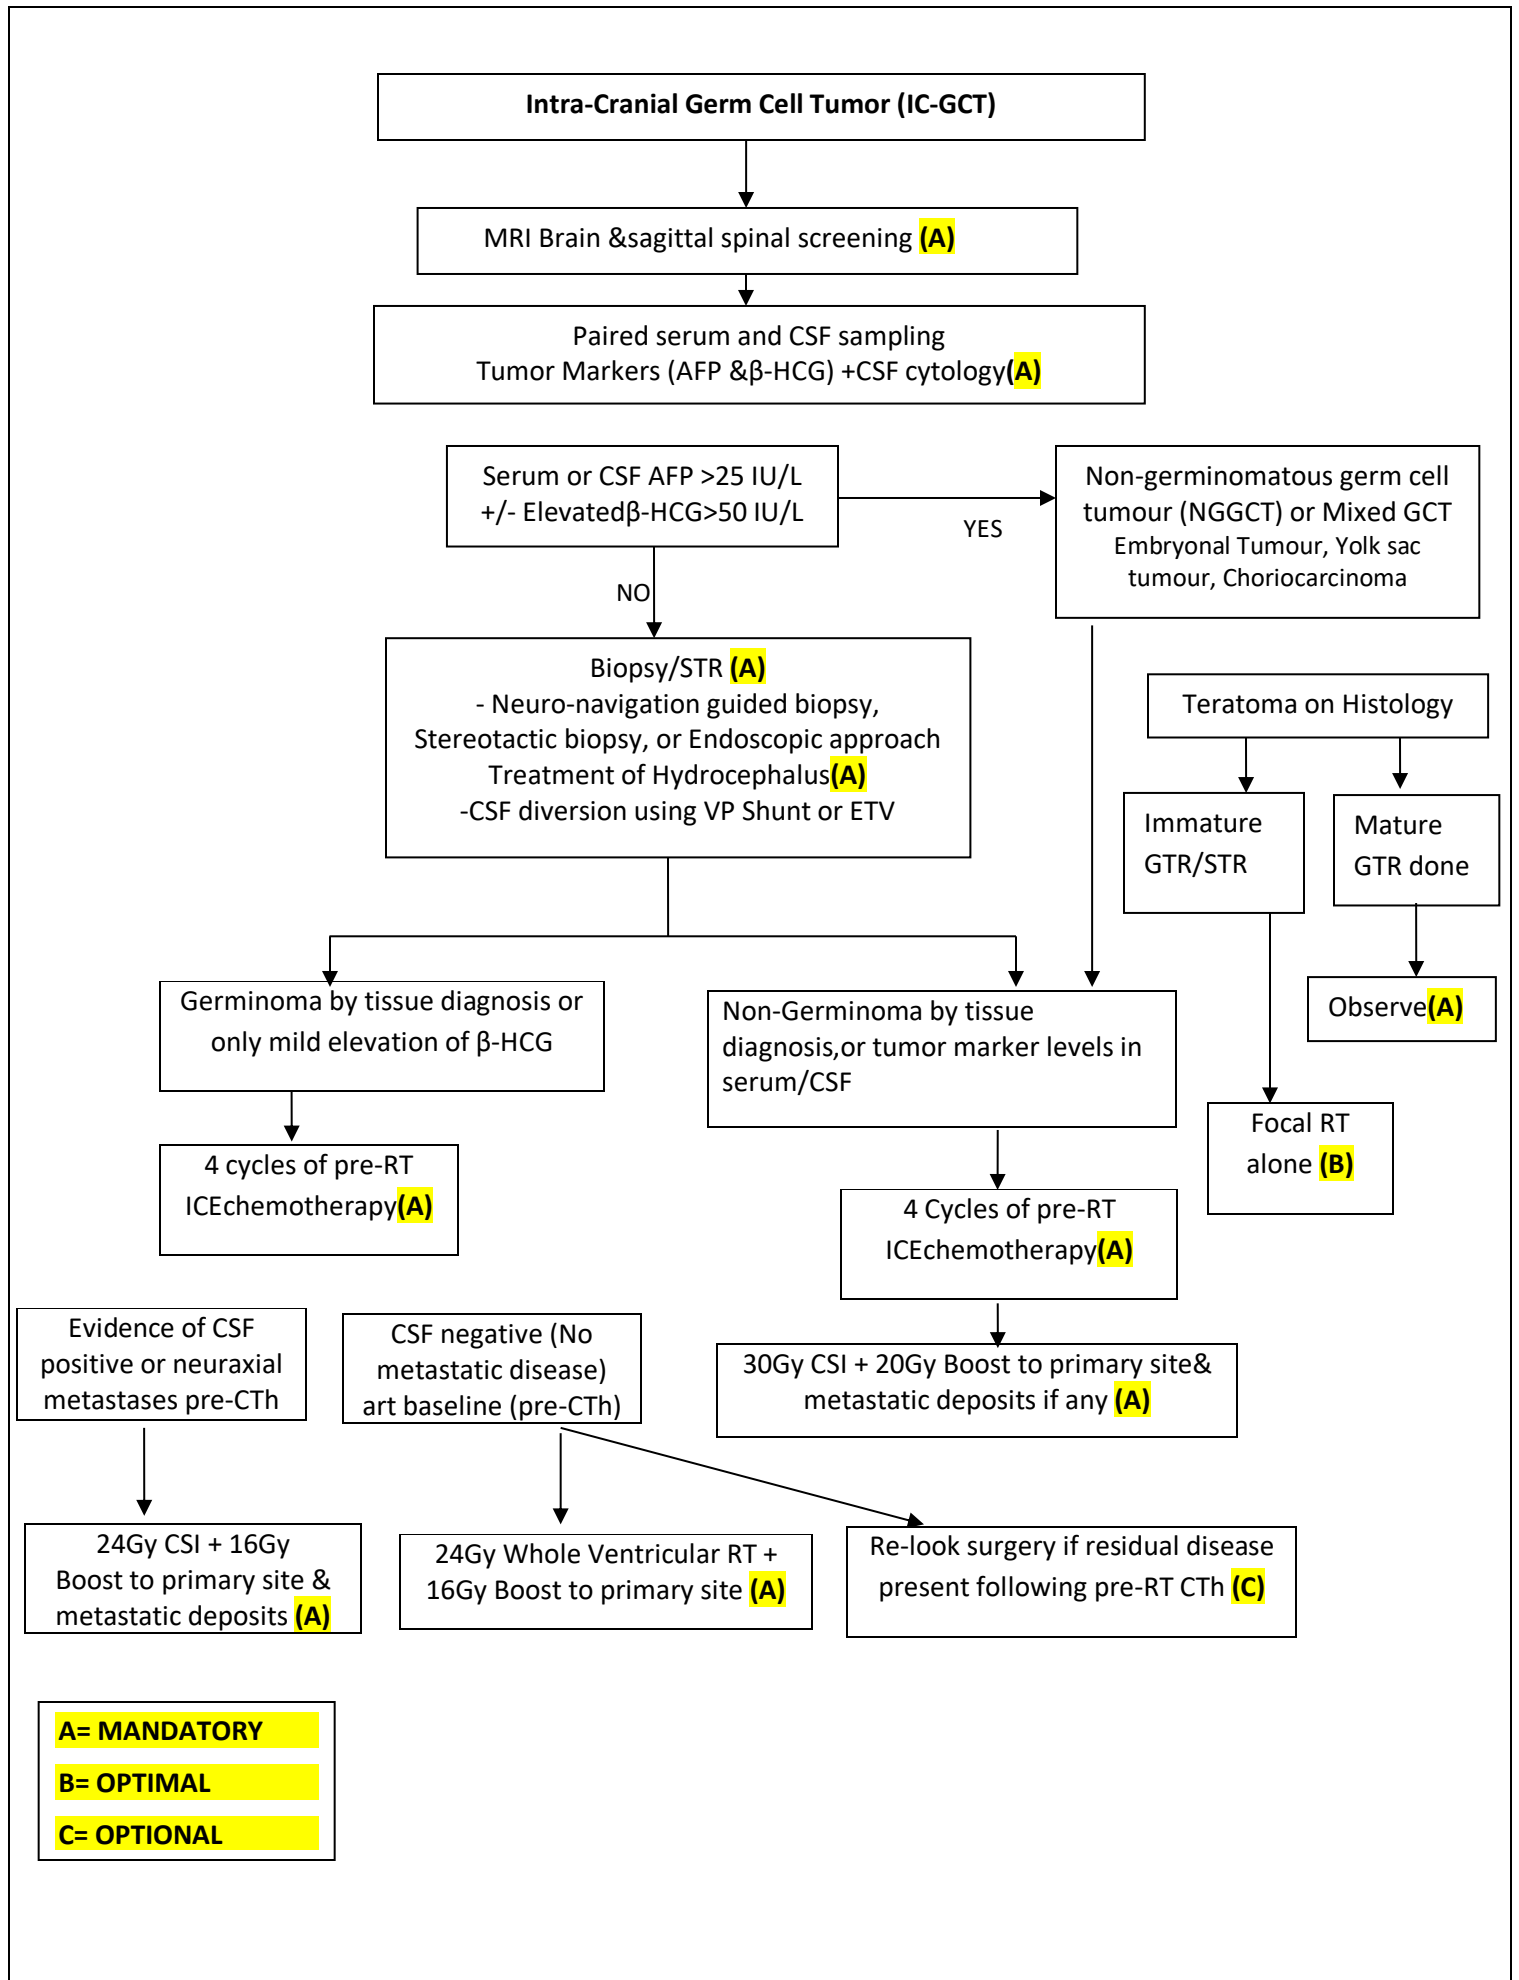 Intra-Cranial Germ Cell Tumor (IC-GCT)
MRI Brain &sagittal spinal screening (A)
Paired serum and CSF sampling
Tumor Markers (AFP &β-HCG) +CSF cytology(A)
Serum or CSF AFP >25 IU/L
+/- Elevatedβ-HCG>50 IU/L
YES
Non-germinomatous germ cell
tumour (NGGCT) or Mixed GCT
Embryonal Tumour, Yolk sac
tumour, Choriocarcinoma
NO
Biopsy/STR (A)
- Neuro-navigation guided biopsy,
Stereotactic biopsy, or Endoscopic approach
Treatment of Hydrocephalus(A)
-CSF diversion using VP Shunt or ETV
Teratoma on Histology
Immature
GTR/STR
Mature
GTR done
Observe(A)
Focal RT
alone (B)
Germinoma by tissue diagnosis or
only mild elevation of β-HCG
Non-Germinoma by tissue
diagnosis,or tumor marker levels in
serum/CSF
4 cycles of pre-RT
ICEchemotherapy(A)
4 Cycles of pre-RT
ICEchemotherapy(A)
Evidence of CSF
positive or neuraxial
metastases pre-CTh
CSF negative (No
metastatic disease)
art baseline (pre-CTh)
30Gy CSI + 20Gy Boost to primary site&
metastatic deposits if any (A)
24Gy CSI + 16Gy
Boost to primary site &
metastatic deposits (A)
24Gy Whole Ventricular RT +
16Gy Boost to primary site (A)
Re-look surgery if residual disease
present following pre-RT CTh (C)
A= MANDATORY
B= OPTIMAL
C= OPTIONAL